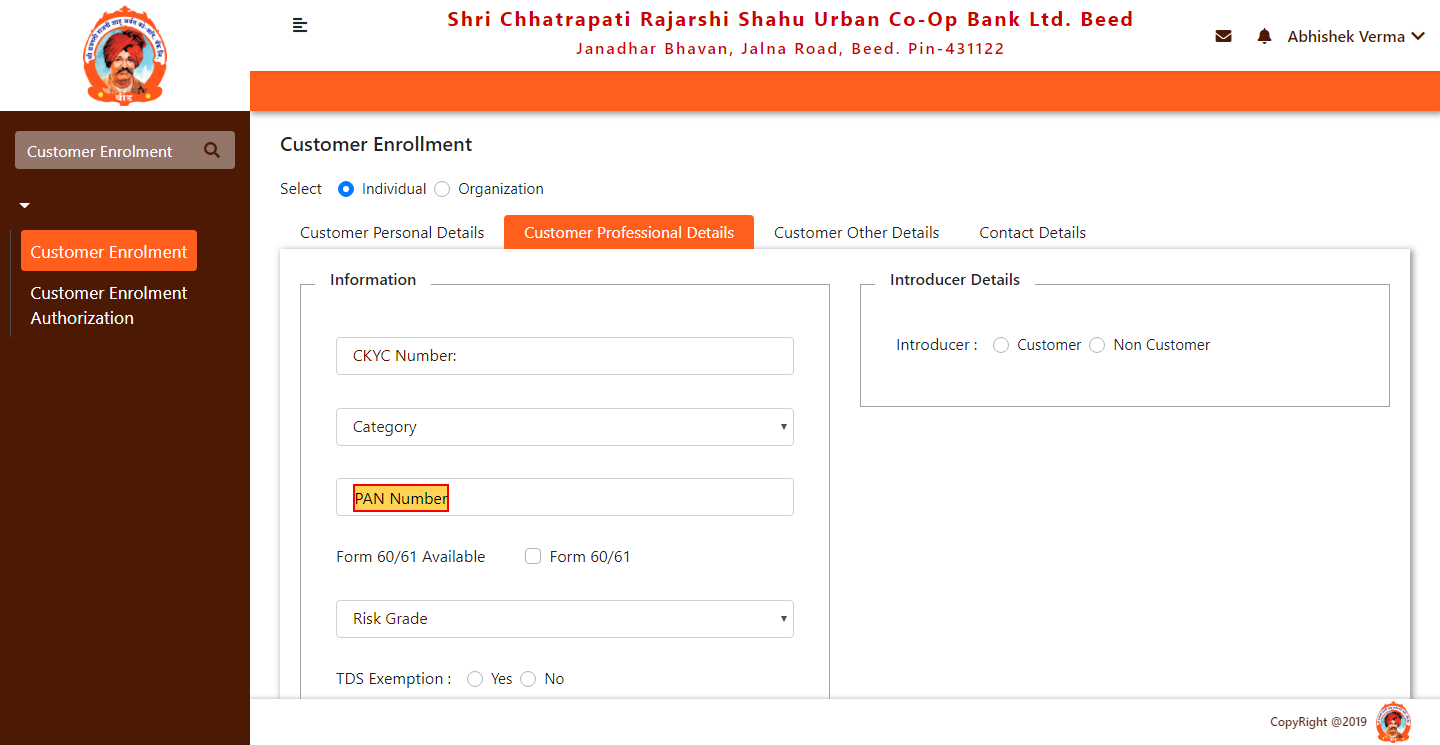 Shri Chhatrapati Rajarshi Shahu Urban Co-Op Bank Ltd. Beed
Janadhar Bhavan, Jalna Road, Beed. Pin-431122
Abhishek Verma
बीड
Customer Enrolment
Customer Enrolment
Customer Enrolment
Authorization
Customer Enrollment
Select Individual Organization
Customer Personal Details Customer Professional Details Customer Other Details Contact Details
Information
CKYC Number:
Category
PAN Number
Form 60/61 Available Form 60/61
Risk Grade
TDS Exemption : Yes No
Introducer Details
Introducer : Customer Non Customer
CopyRight @2019